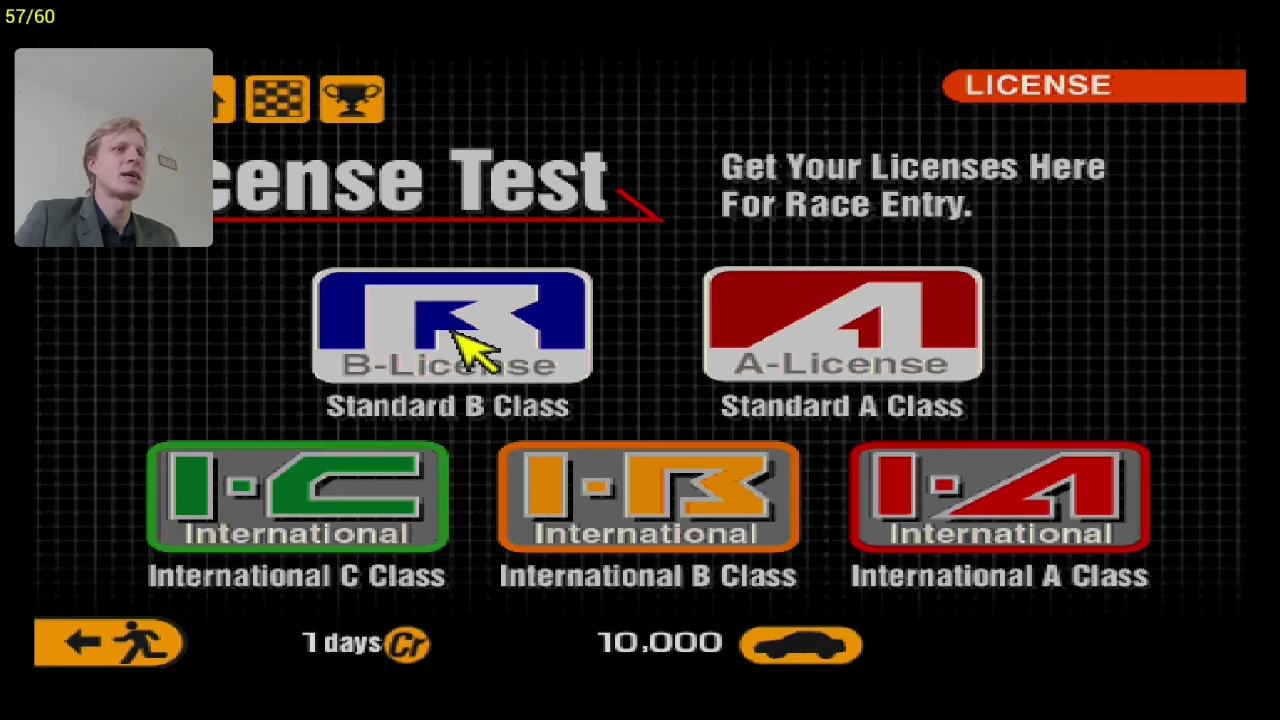 57/60
LICENSE
cense Test
Get Your Licenses Here
For Race Entry.
B-License
A-License
Standard B Class
Standard A Class
I-C
International
I-B
International
I-A
International
International C Class
International B Class
International A Class
1 days Cr
10,000